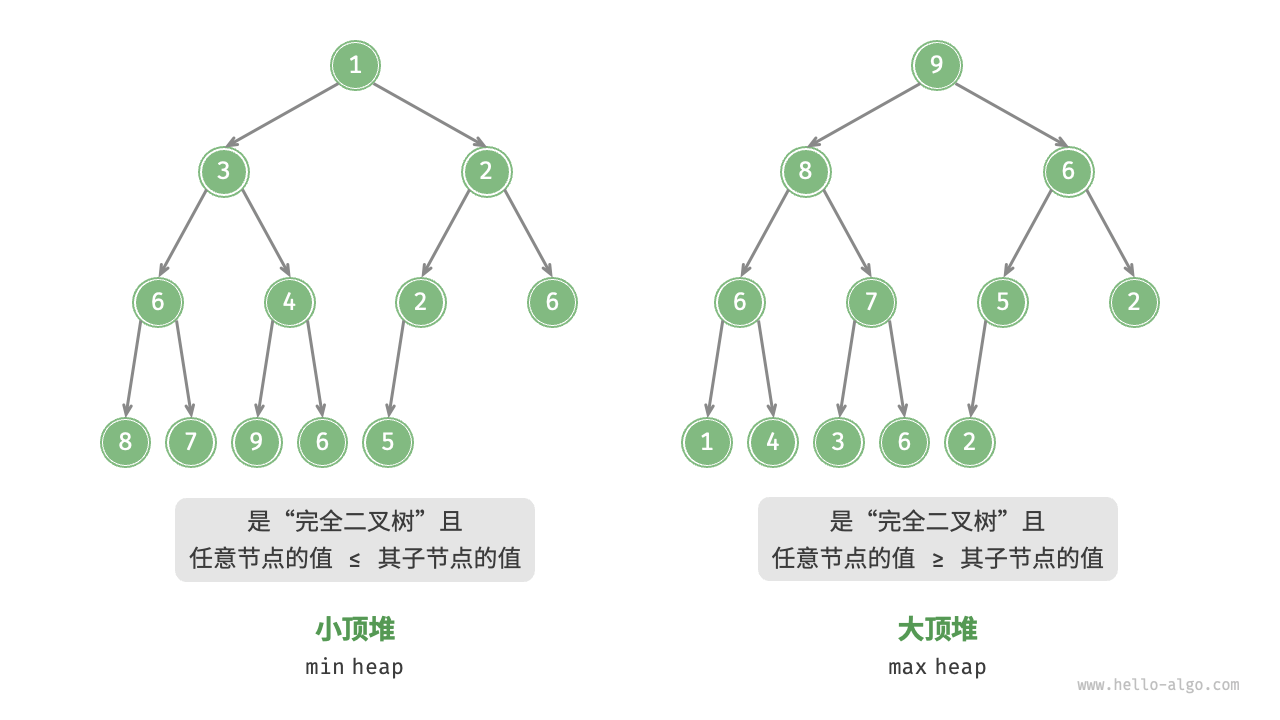 1
9
3
2
8
6
6
4
2
6
6
7
5
2
8
7
9
6
5
1
4
3
6
2
是“完全二叉树”且
任意节点的值 ≤ 其子节点的值
是“完全二叉树”且
任意节点的值 ≥ 其子节点的值
小顶堆
大顶堆
min heap
max heap
www.hello-algo.com